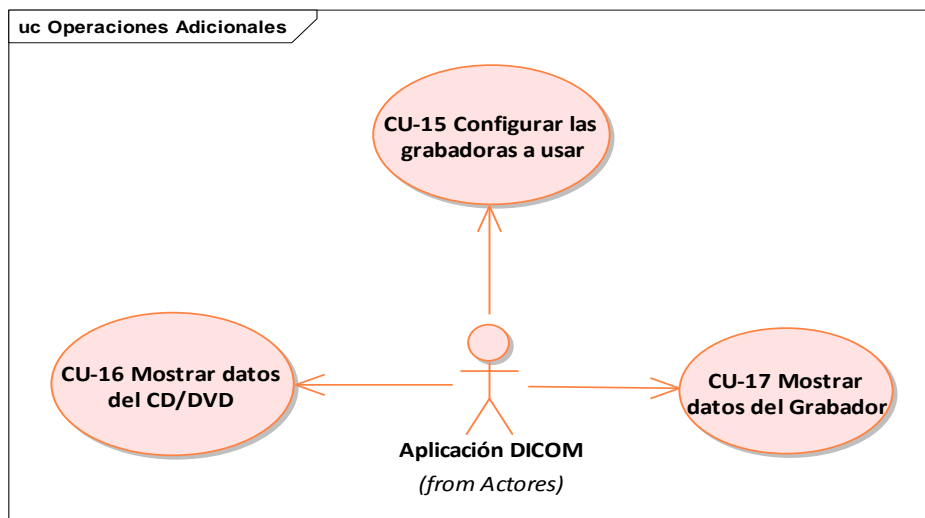 uc Operaciones Adicionales
CU-15 Configurar las
grabadoras a usar
CU-16 Mostrar datos
del CD/DVD
CU-17 Mostrar
datos del Grabador
Aplicación DICOM
(from Actores)